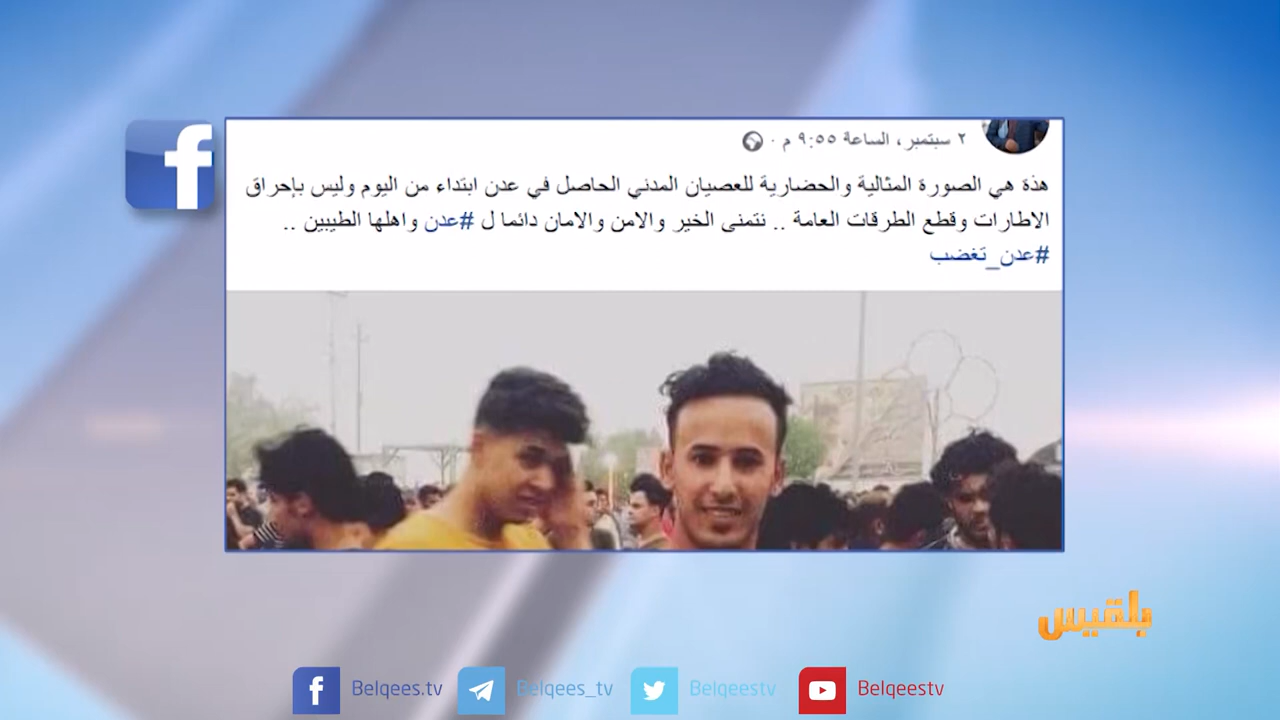 ٢ سبتمبر، الساعة ٩:٥٥ م ·
هذة هي الصورة المثالية والحضارية للعصيان المدني الحاصل في عدن ابتداء من اليوم وليس بإحراق
الاطارات وقطع الطرقات العامة .. نتمنى الخير والامن والامان دائما ل #عدن واهلها الطيبين ..
#عدن_تغضب
بلقيس
Belqees.tv Belqees_tv Belqeestv Belqeestv